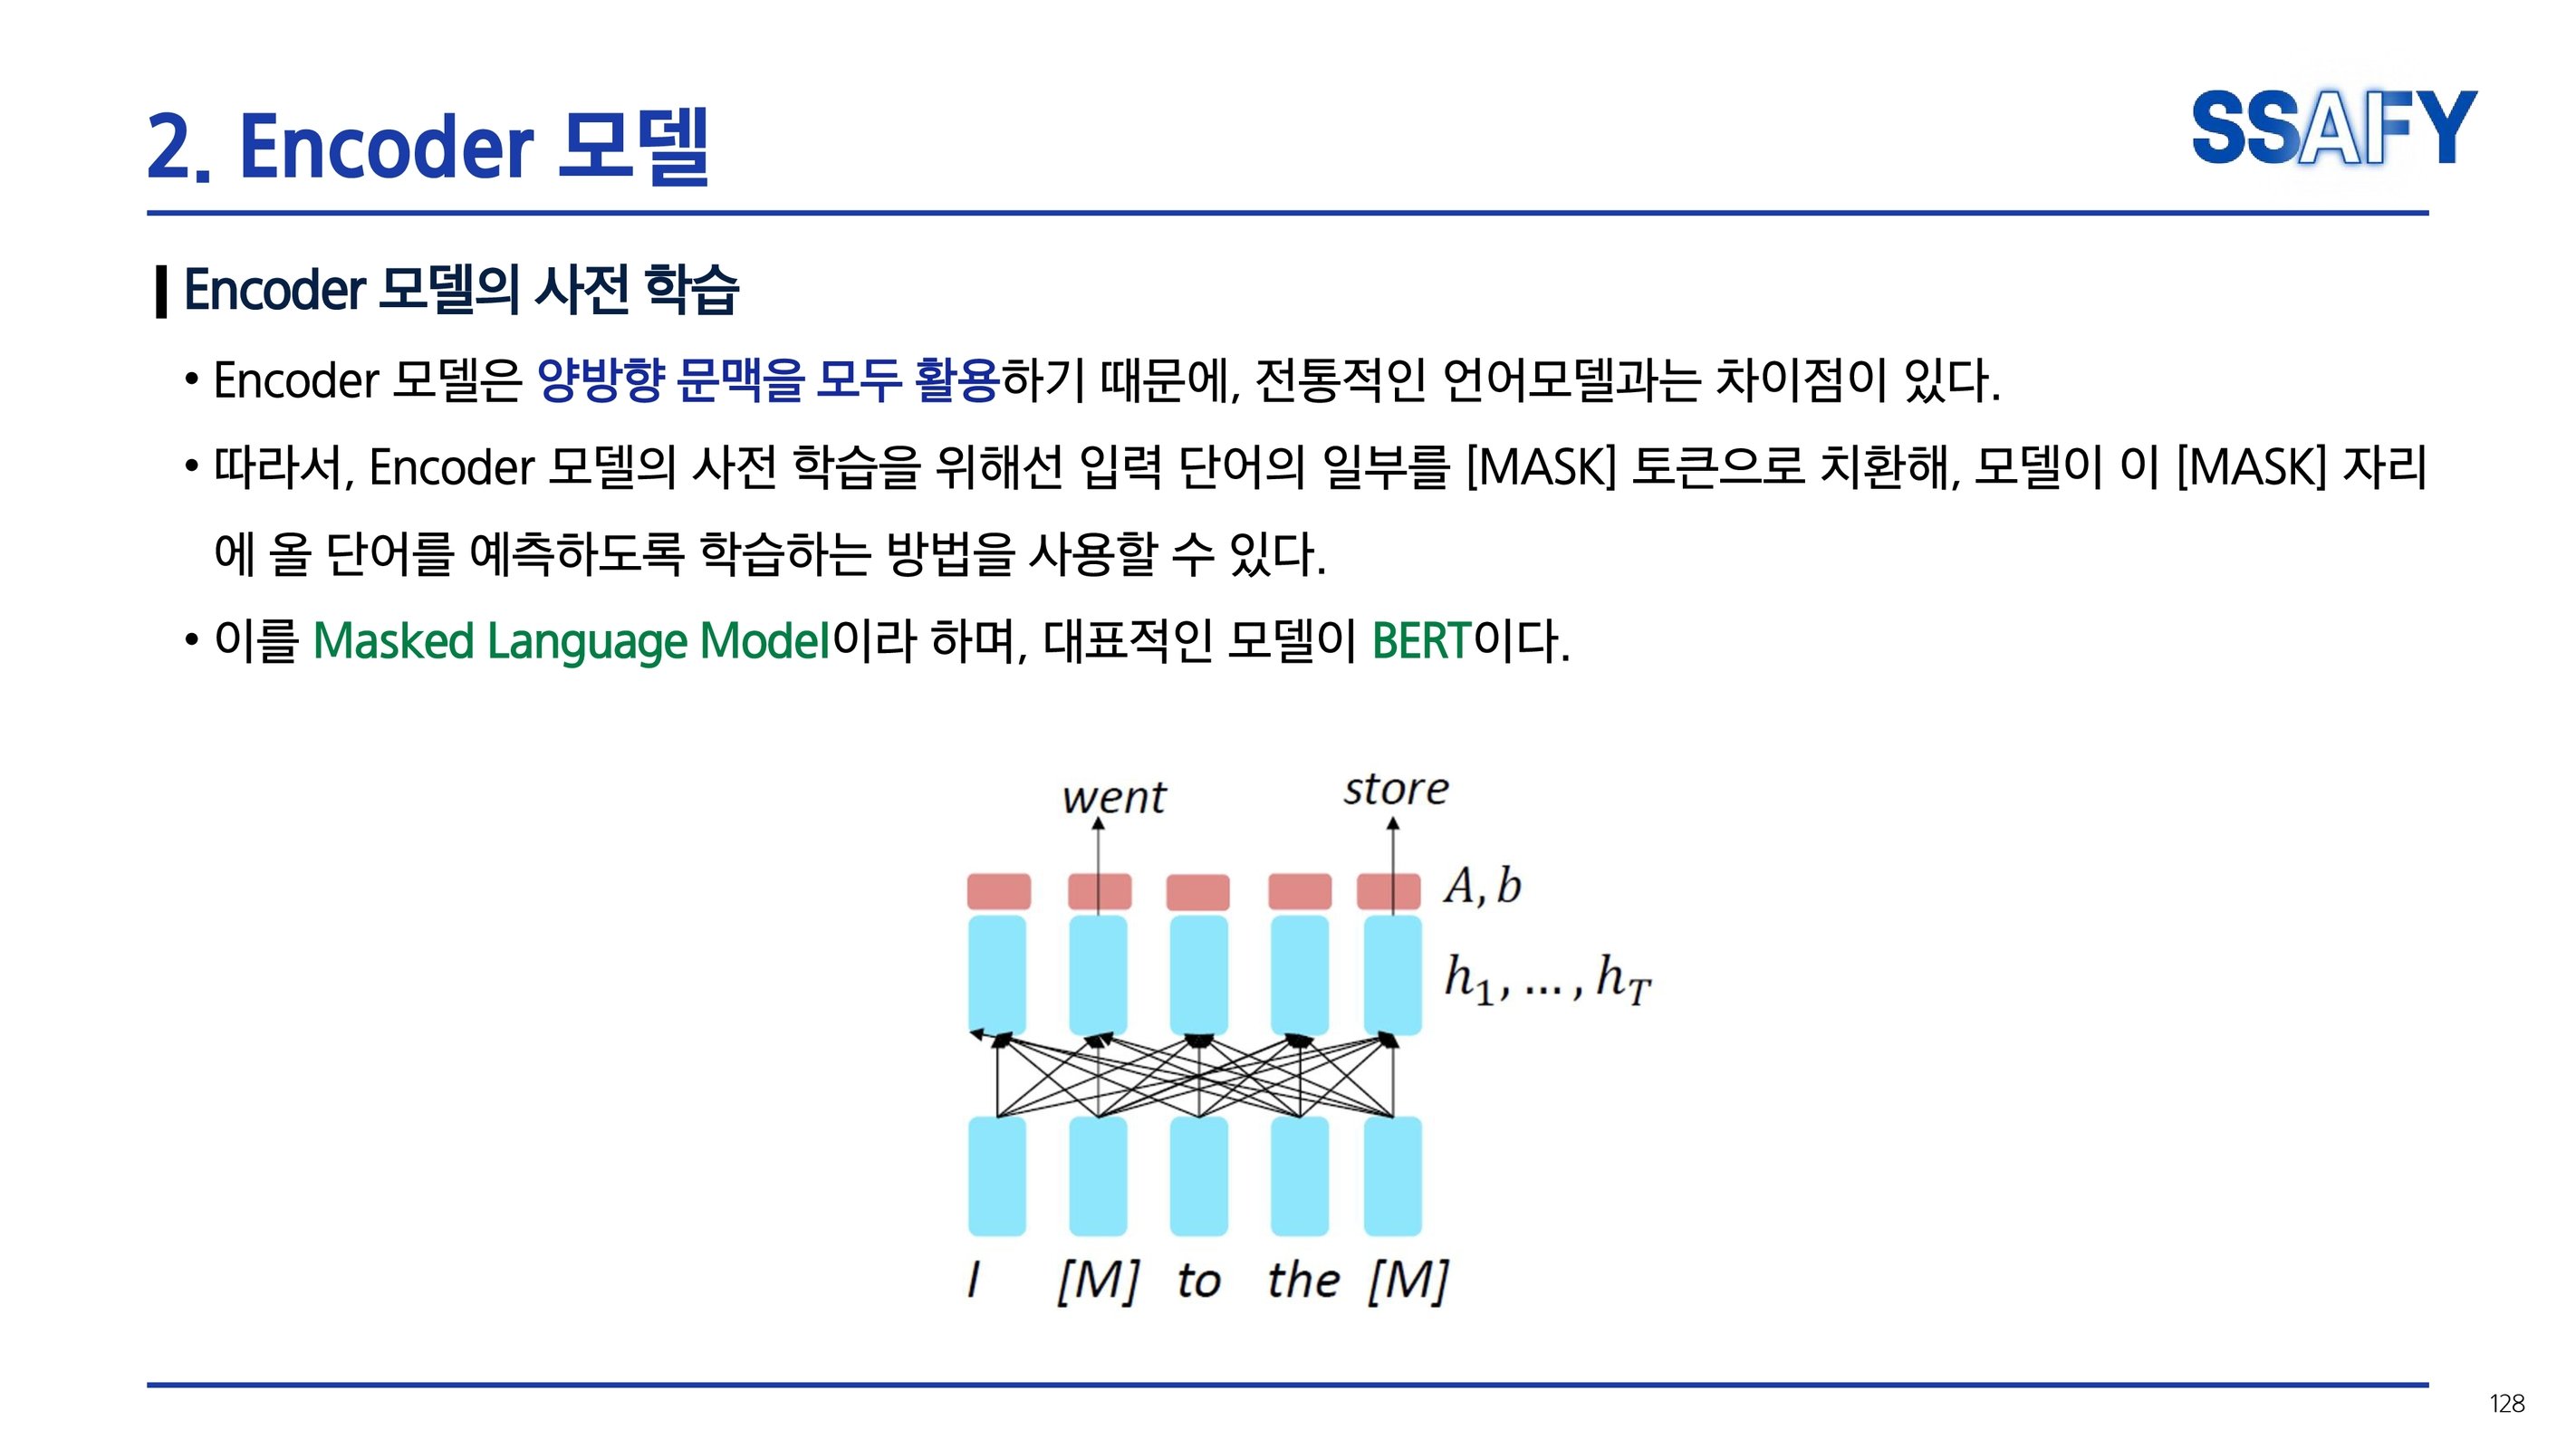 2. Encoder 모델
SSAFY
Encoder 모델의 사전 학습
• Encoder 모델은 양방향 문맥을 모두 활용하기 때문에, 전통적인 언어모델과는 차이점이 있다.
• 따라서, Encoder 모델의 사전 학습을 위해선 입력 단어의 일부를 [MASK] 토큰으로 치환해, 모델이 이 [MASK] 자리
에 올 단어를 예측하도록 학습하는 방법을 사용할 수 있다.
• 이를 Masked Language Model이라 하며, 대표적인 모델이 BERT이다.
went store
A, b
h₁, … , h_T
I [M] to the [M]
128